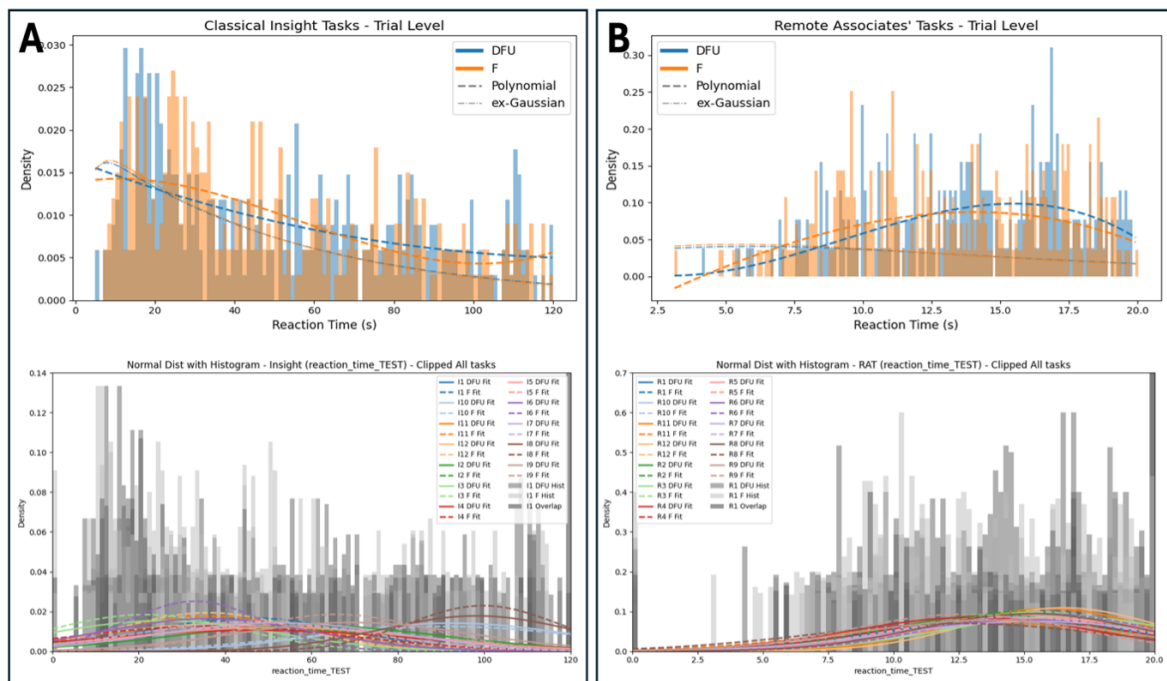 A
Classical Insight Tasks - Trial Level
DFU
F
Polynomial
ex-Gaussian
Density
0.030
0.025
0.020
0.015
0.010
0.005
0.000
0 20 40 60 80 100 120
Reaction Time (s)
Normal Dist with Histogram - Insight (reaction_time_TEST) - Clipped All tasks
I1 DFU Fit
I1 F Fit
I10 DFU Fit
I10 F Fit
I11 DFU Fit
I11 F Fit
I12 DFU Fit
I12 F Fit
I2 DFU Fit
I2 F Fit
I3 DFU Fit
I3 F Fit
I4 DFU Fit
I4 F Fit
I5 DFU Fit
I5 F Fit
I6 DFU Fit
I6 F Fit
I7 DFU Fit
I7 F Fit
I8 DFU Fit
I8 F Fit
I9 DFU Fit
I9 F Fit
I1 DFU Hist
I1 F Hist
I1 Overlap
Density
0.14
0.12
0.10
0.08
0.06
0.04
0.02
0.00
0 20 40 60 80 100 120
reaction_time_TEST
B
Remote Associates' Tasks - Trial Level
DFU
F
Polynomial
ex-Gaussian
Density
0.30
0.25
0.20
0.15
0.10
0.05
0.00
2.5 5.0 7.5 10.0 12.5 15.0 17.5 20.0
Reaction Time (s)
Normal Dist with Histogram - RAT (reaction_time_TEST) - Clipped All tasks
R1 DFU Fit
R1 F Fit
R10 DFU Fit
R10 F Fit
R11 DFU Fit
R11 F Fit
R12 DFU Fit
R12 F Fit
R2 DFU Fit
R2 F Fit
R3 DFU Fit
R3 F Fit
R4 DFU Fit
R4 F Fit
R5 DFU Fit
R5 F Fit
R6 DFU Fit
R6 F Fit
R7 DFU Fit
R7 F Fit
R8 DFU Fit
R8 F Fit
R9 DFU Fit
R9 F Fit
R1 DFU Hist
R1 F Hist
R1 Overlap
Density
0.7
0.6
0.5
0.4
0.3
0.2
0.1
0.0
0.0 2.5 5.0 7.5 10.0 12.5 15.0 17.5 20.0
reaction_time_TEST